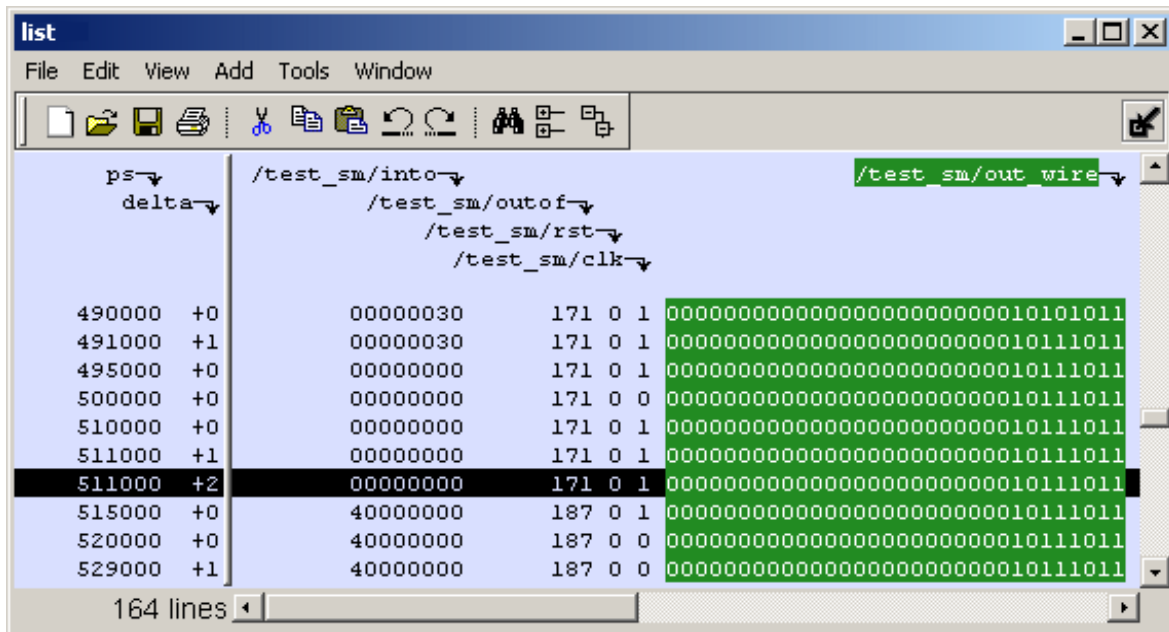 list
File Edit View Add Tools Window
ps /test_sm/into /test_sm/out_wire
delta /test_sm/outof
/test_sm/rst
/test_sm/clk
490000 +0 00000030 171 0 1 00000000000000000000000010101011
491000 +1 00000030 171 0 1 00000000000000000000000010111011
495000 +0 00000000 171 0 1 00000000000000000000000010111011
500000 +0 00000000 171 0 0 00000000000000000000000010111011
510000 +0 00000000 171 0 1 00000000000000000000000010111011
511000 +1 00000000 171 0 1 00000000000000000000000010111011
511000 +2 00000000 171 0 1 00000000000000000000000010111011
515000 +0 40000000 187 0 1 00000000000000000000000010111011
520000 +0 40000000 187 0 0 00000000000000000000000010111011
529000 +1 40000000 187 0 0 00000000000000000000000010111011
164 lines